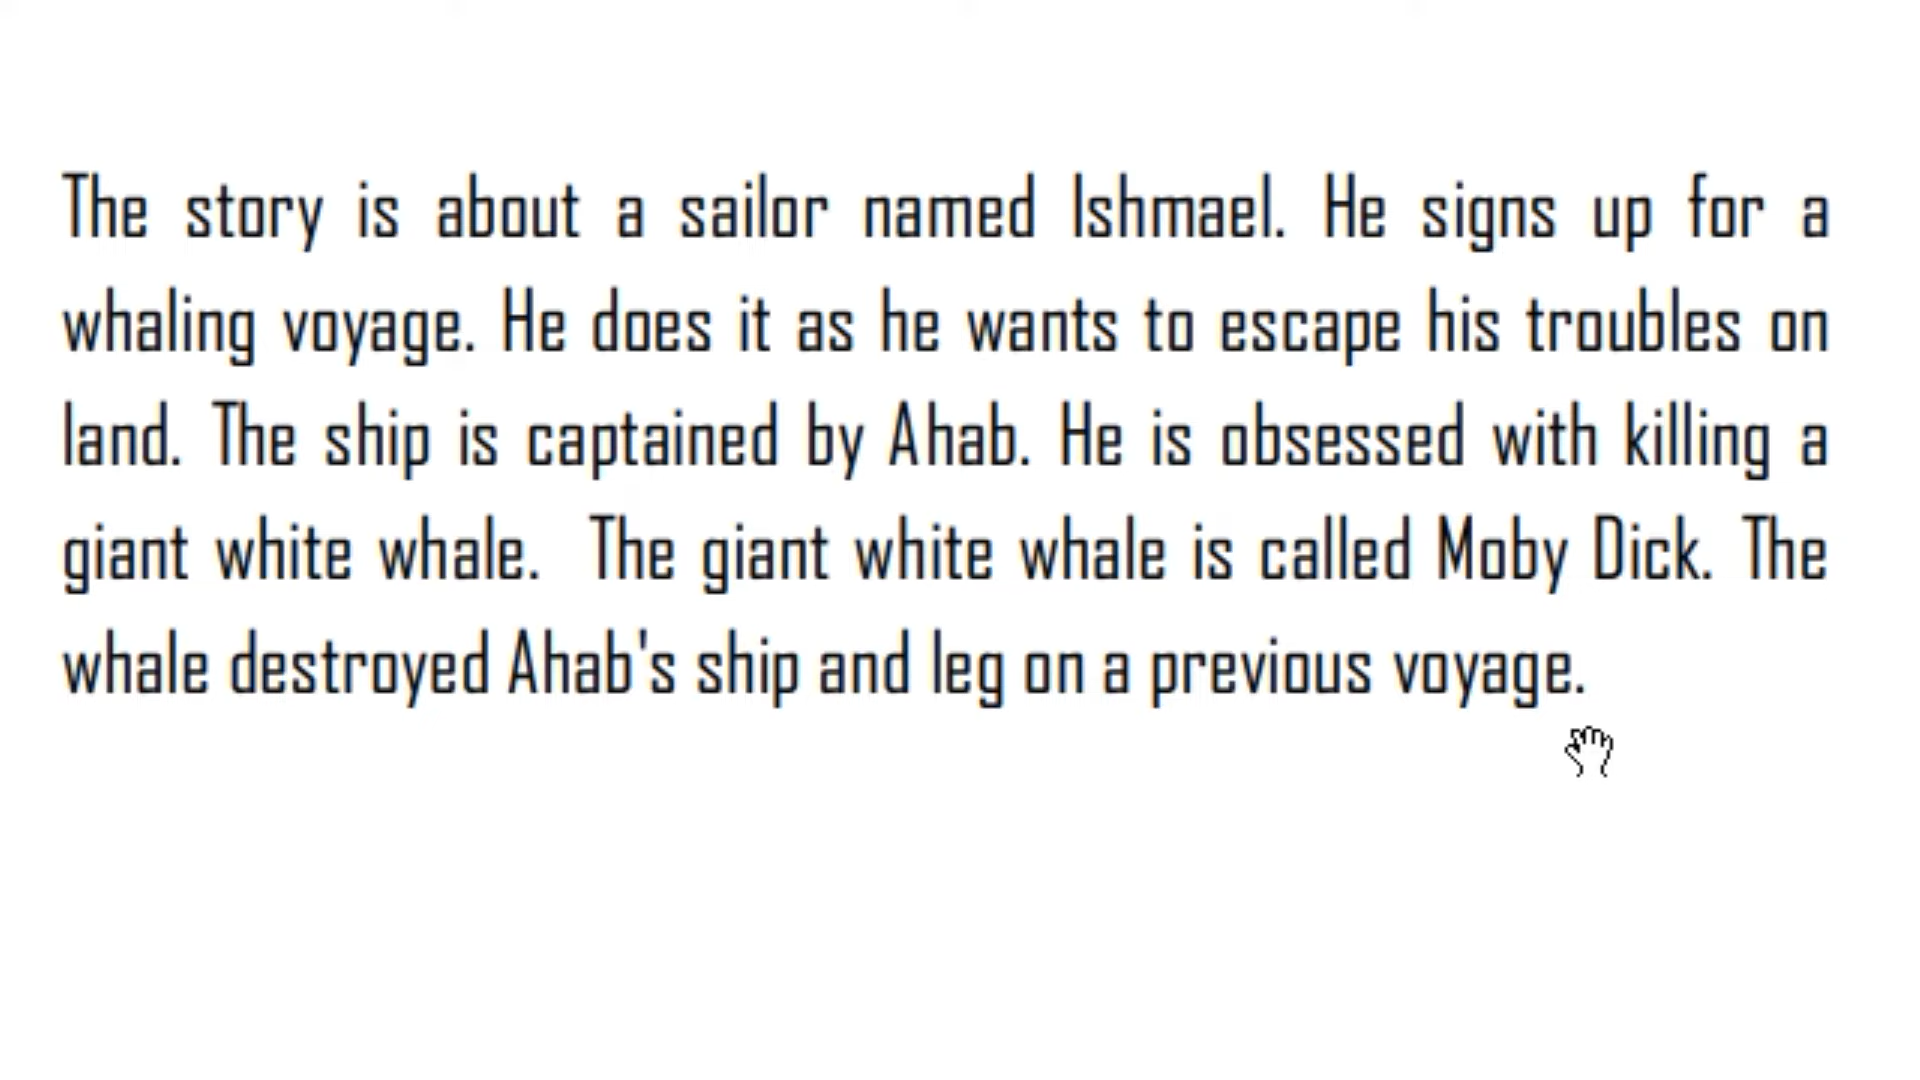 The story is about a sailor named Ishmael. He signs up for a
whaling voyage. He does it as he wants to escape his troubles on
land. The ship is captained by Ahab. He is obsessed with killing a
giant white whale.  The giant white whale is called Moby Dick. The
whale destroyed Ahab's ship and leg on a previous voyage.